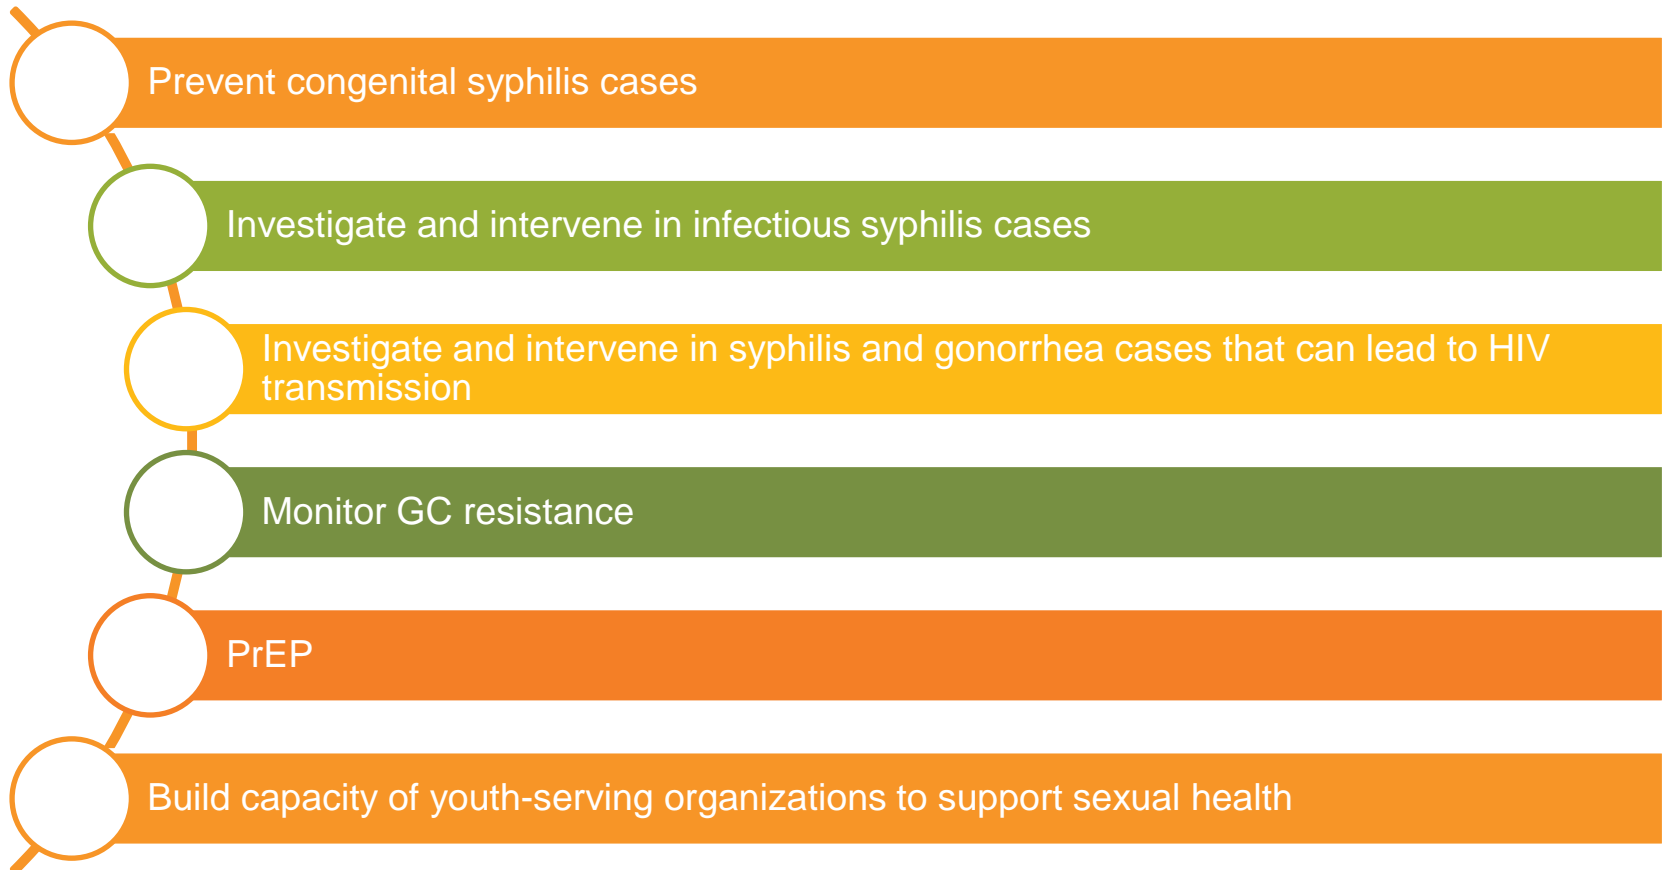 Prevent congenital syphilis cases
Investigate and intervene in infectious syphilis cases
Investigate and intervene in syphilis and gonorrhea cases that can lead to HIV
transmission
Monitor GC resistance
PrEP
Build capacity of youth-serving organizations to support sexual health